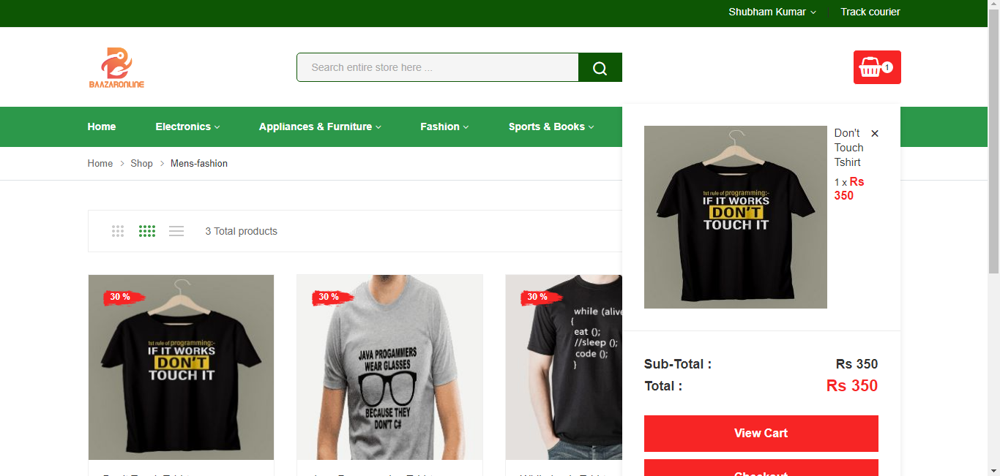 Shubham Kumar
Track courier
BAAZARONLINE
Search entire store here ...
1
Home
Electronics
Appliances & Furniture
Fashion
Sports & Books
Home > Shop > Mens-fashion
3 Total products
30 %
1st rule of programming:-
IF IT WORKS
DON'T
TOUCH IT
30 %
JAVA PROGAMMERS
WEAR GLASSES
BECAUSE THEY
DON'T C#
30 %
while (alive
{
eat ();
//sleep ();
code ();
}
1st rule of programming:-
IF IT WORKS
DON'T
TOUCH IT
Don't
Touch
Tshirt
1 x Rs
350
Sub-Total : Rs 350
Total : Rs 350
View Cart
Checkout